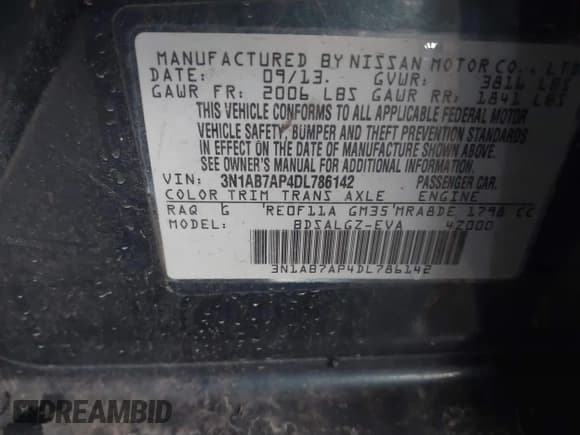 MANUFACTURED BY NISSAN MOTOR CO., LTD
DATE: 09/13. GVWR: 3816 LBS
GAWR FR: 2006 LBS GAWR RR: 1841 LBS
THIS VEHICLE CONFORMS TO ALL APPLICABLE FEDERAL MOTOR
VEHICLE SAFETY BUMPER AND THEFT PREVENTION STANDARDS
IN EFFECT ON THE DATE OF MANUFACTURE SHOWN ABOVE.
SEE OWNER'S MANUAL FOR ADDITIONAL INFORMATION.
VIN: 3N1AB7AP4DL786142 PASSENGER CAR.
COLOR TRIM TRANS AXLE ENGINE
RAQ G 'RE0F11A GM35'MRA8DE 1798 CC
MODEL: BDSALGZ-EVA 4Z000
3N1AB7AP4DL786142
DREAMBID